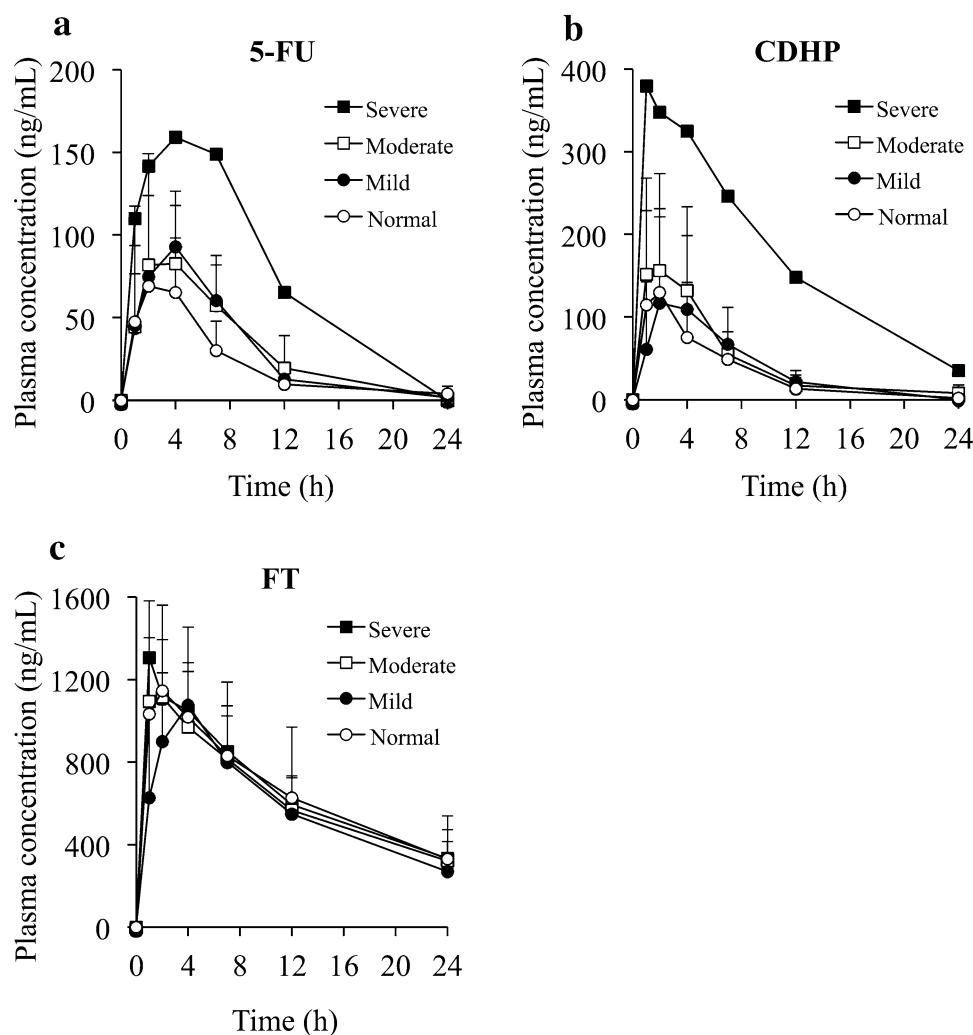 a
5-FU
Plasma concentration (ng/mL)
200
150
100
50
0
0 4 8 12 16 20 24
Time (h)
Severe
Moderate
Mild
Normal
b
CDHP
Plasma concentration (ng/mL)
400
300
200
100
0
0 4 8 12 16 20 24
Time (h)
Severe
Moderate
Mild
Normal
c
FT
Plasma concentration (ng/mL)
1600
1200
800
400
0
0 4 8 12 16 20 24
Time (h)
Severe
Moderate
Mild
Normal